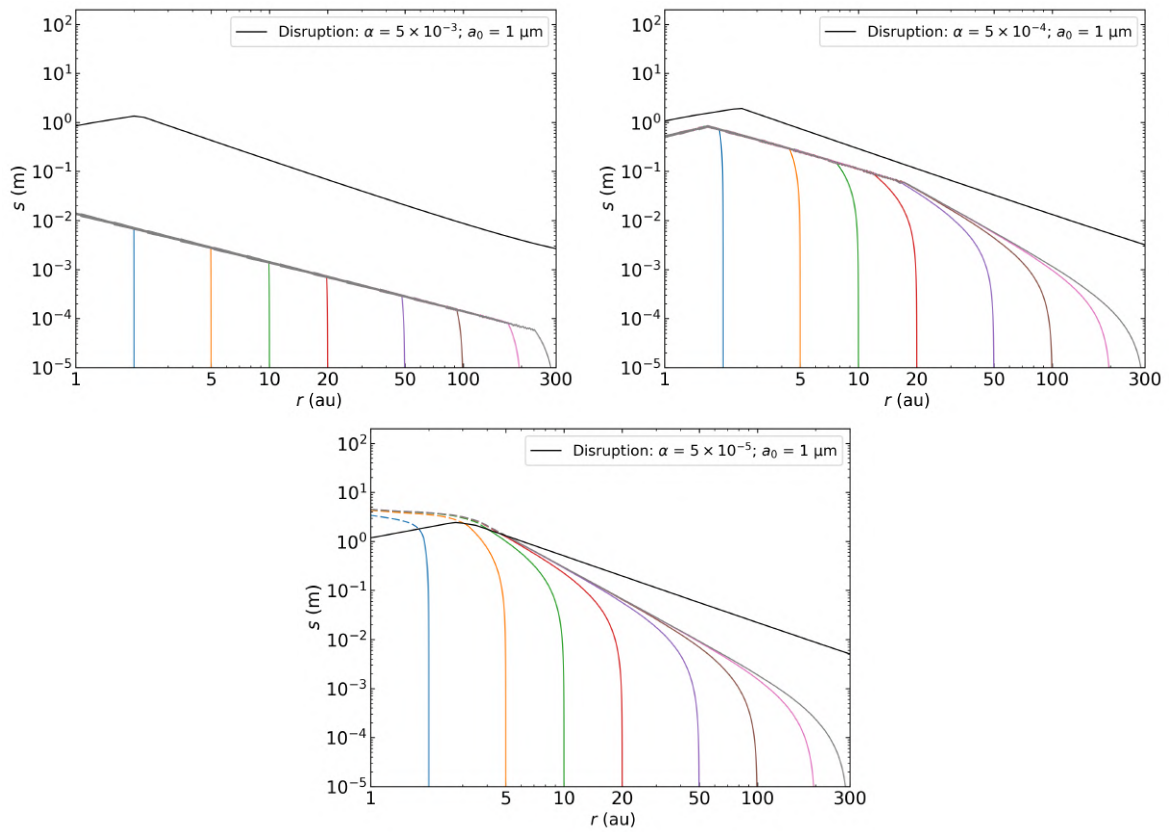 10²
10¹
10⁰
10⁻¹
10⁻²
10⁻³
10⁻⁴
10⁻⁵
s (m)
Disruption: α = 5 × 10⁻³; a₀ = 1 μm
1 5 10 20 50 100 300
r (au)
10²
10¹
10⁰
10⁻¹
10⁻²
10⁻³
10⁻⁴
10⁻⁵
s (m)
Disruption: α = 5 × 10⁻⁴; a₀ = 1 μm
1 5 10 20 50 100 300
r (au)
10²
10¹
10⁰
10⁻¹
10⁻²
10⁻³
10⁻⁴
10⁻⁵
s (m)
Disruption: α = 5 × 10⁻⁵; a₀ = 1 μm
1 5 10 20 50 100 300
r (au)